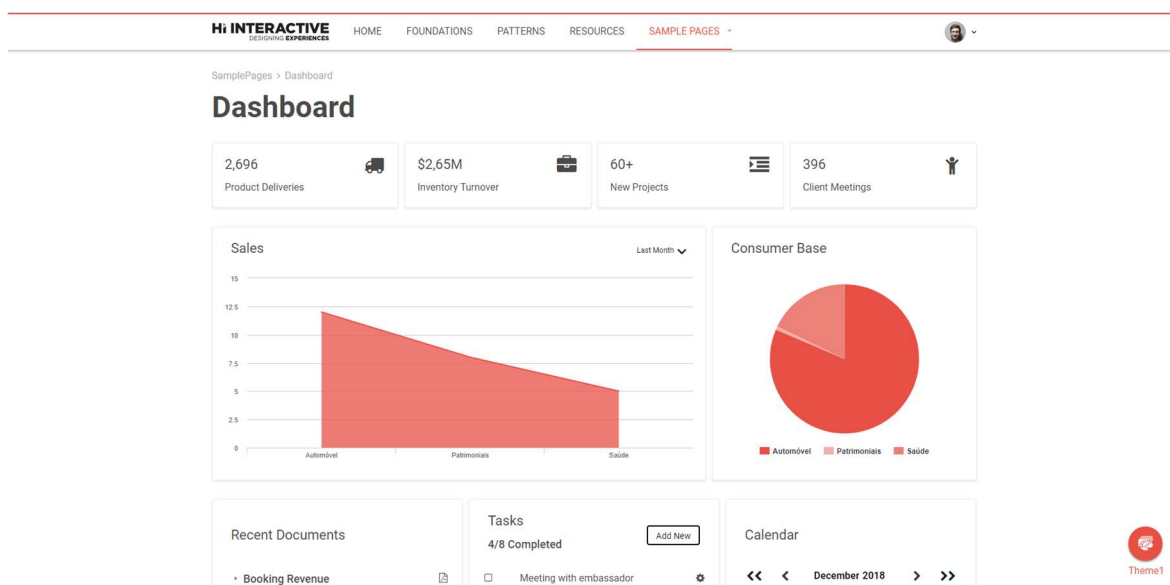 Hi INTERACTIVE
DESIGNING EXPERIENCES
HOME
FOUNDATIONS
PATTERNS
RESOURCES
SAMPLE PAGES
SamplePages > Dashboard
Dashboard
2,696
Product Deliveries
$2,65M
Inventory Turnover
60+
New Projects
396
Client Meetings
Sales
Last Month
15
12.5
10
7.5
5
2.5
0
Automóvel
Patrimoniais
Saúde
Consumer Base
Automóvel
Patrimoniais
Saúde
Recent Documents
• Booking Revenue
Tasks
4/8 Completed
Add New
Meeting with embassador
Calendar
December 2018
Theme1